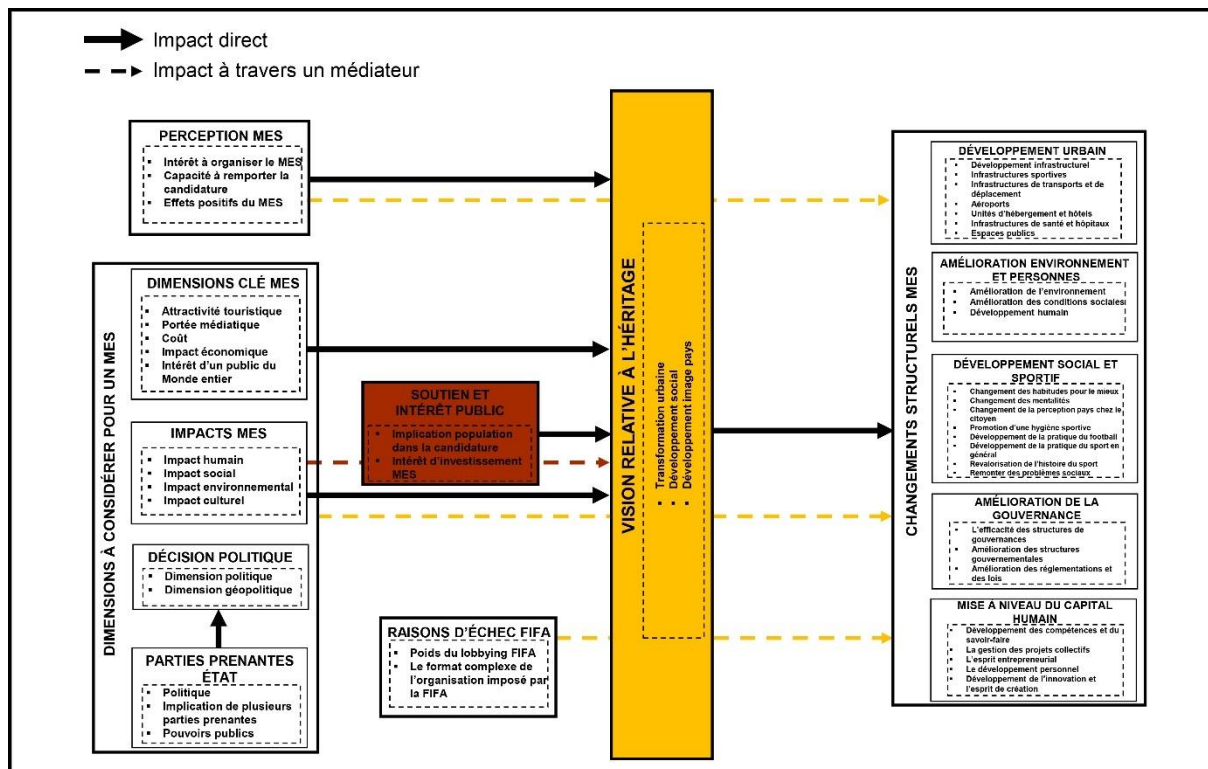 Impact direct
Impact à travers un médiateur
PERCEPTION MES
▪ Intérêt à organiser le MES
▪ Capacité à remporter la
candidature
▪ Effets positifs du MES
DIMENSIONS À CONSIDÉRER POUR UN MES
DIMENSIONS CLÉ MES
▪ Attractivité touristique
▪ Portée médiatique
▪ Coût
▪ Impact économique
▪ Intérêt d'un public du
Monde entier
IMPACTS MES
▪ Impact humain
▪ Impact social
▪ Impact environnemental
▪ Impact culturel
DÉCISION POLITIQUE
▪ Dimension politique
▪ Dimension géopolitique
PARTIES PRENANTES
ÉTAT
▪ Politique
▪ Implication de plusieurs
parties prenantes
▪ Pouvoirs publics
SOUTIEN ET
INTÉRÊT PUBLIC
▪ Implication population
dans la candidature
▪ Intérêt d'investissement
MES
RAISONS D'ÉCHEC FIFA
▪ Poids du lobbying FIFA
▪ Le format complexe de
l'organisation imposé par
la FIFA
VISION RELATIVE À L'HÉRITAGE
▪ Transformation urbaine
▪ Développement social
▪ Développement image pays
CHANGEMENTS STRUCTURELS MES
DÉVELOPPEMENT URBAIN
▪ Développement infrastructurel
▪ Infrastructures sportives
▪ Infrastructures de transports et de
déplacement
▪ Aéroports
▪ Unités d'hébergement et hôtels
▪ Infrastructures de santé et hôpitaux
▪ Espaces publics
AMÉLIORATION ENVIRONNEMENT
ET PERSONNES
▪ Amélioration de l'environnement
▪ Amélioration des conditions sociales
▪ Développement humain
DÉVELOPPEMENT SOCIAL ET
SPORTIF
▪ Changement des habitudes pour le mieux
▪ Changement des mentalités
▪ Changement de la perception pays chez le
citoyen
▪ Promotion d'une hygiène sportive
▪ Développement de la pratique du football
▪ Développement de la pratique du sport en
général
▪ Revalorisation de l'histoire du sport
▪ Remonter des problèmes sociaux
AMÉLIORATION DE LA
GOUVERNANCE
▪ L'efficacité des structures de
gouvernances
▪ Amélioration des structures
gouvernementales
▪ Amélioration des réglementations et
des lois
MISE À NIVEAU DU CAPITAL
HUMAIN
▪ Développement des compétences et du
savoir-faire
▪ La gestion des projets collectifs
▪ L'esprit entrepreneurial
▪ Le développement personnel
▪ Développement de l'innovation et
l'esprit de création